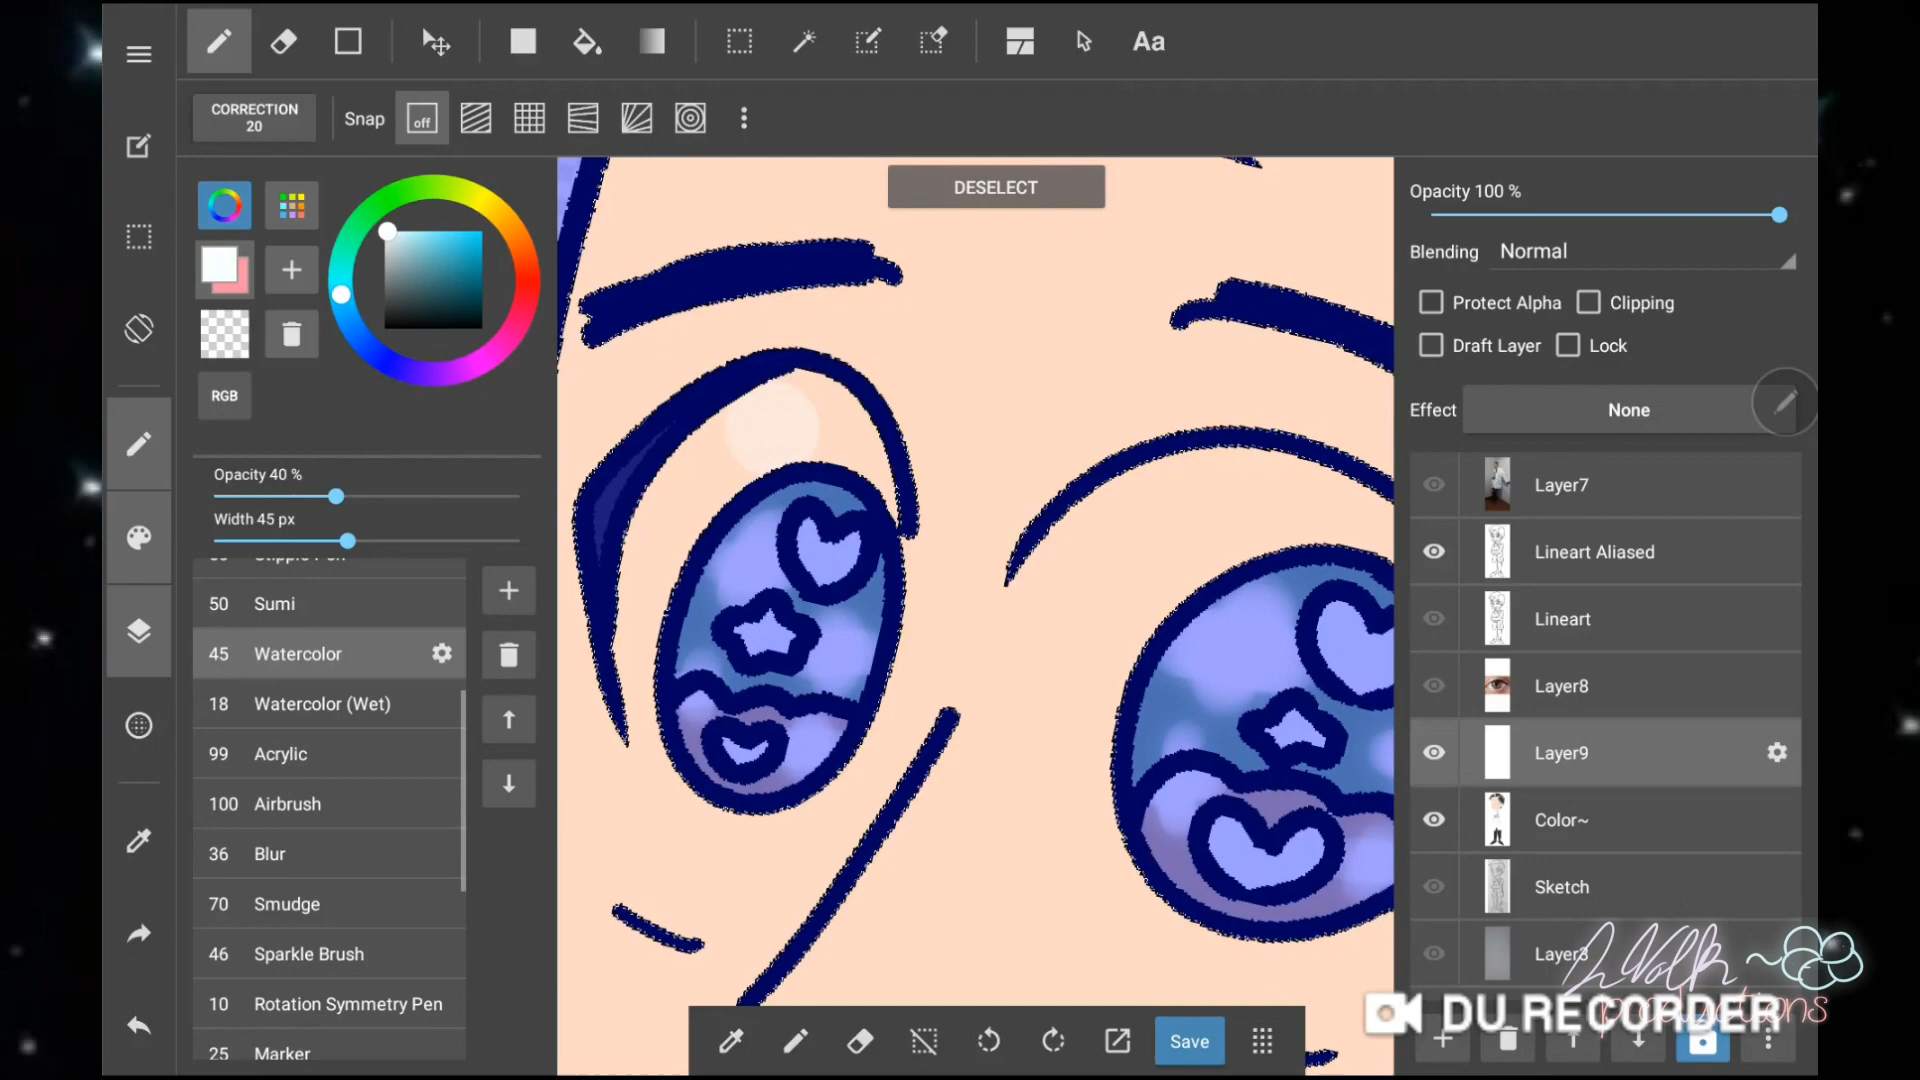 Aa
CORRECTION
20
Snap
off
DESELECT
Opacity 100 %
Blending Normal
Protect Alpha Clipping
Draft Layer Lock
Effect None
RGB
Opacity 40 %
Width 45 px
50 Sumi
45 Watercolor
18 Watercolor (Wet)
99 Acrylic
100 Airbrush
36 Blur
70 Smudge
46 Sparkle Brush
10 Rotation Symmetry Pen
25 Marker
Layer7
Lineart Aliased
Lineart
Layer8
Layer9
Color~
Sketch
Layer3
Save
DU RECORDER